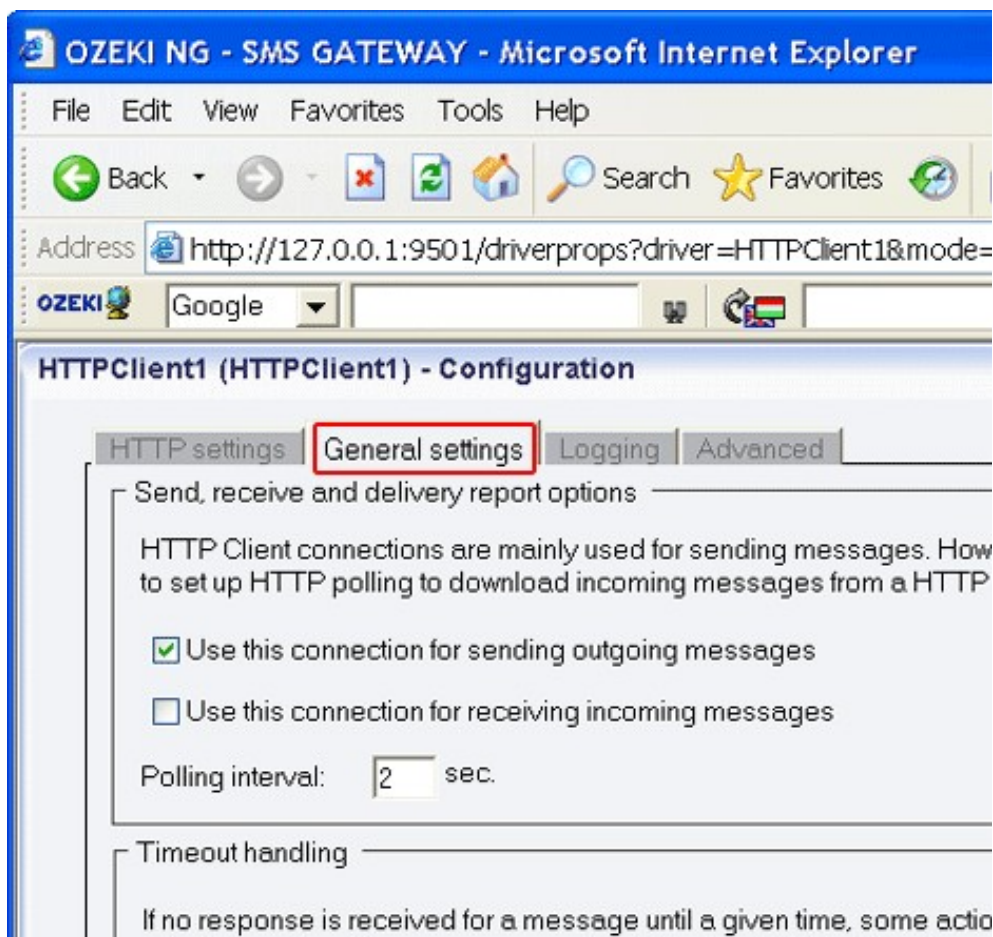 OZEKI NG - SMS GATEWAY - Microsoft Internet Explorer
File Edit View Favorites Tools Help
Back Search Favorites
Address http://127.0.0.1:9501/driverprops?driver=HTTPClient1&mode=
OZEKI Google
HTTPClient1 (HTTPClient1) - Configuration
HTTP settings General settings Logging Advanced
Send, receive and delivery report options
HTTP Client connections are mainly used for sending messages. How
to set up HTTP polling to download incoming messages from a HTTP
Use this connection for sending outgoing messages
Use this connection for receiving incoming messages
Polling interval: 2 sec.
Timeout handling
If no response is received for a message until a given time, some actio